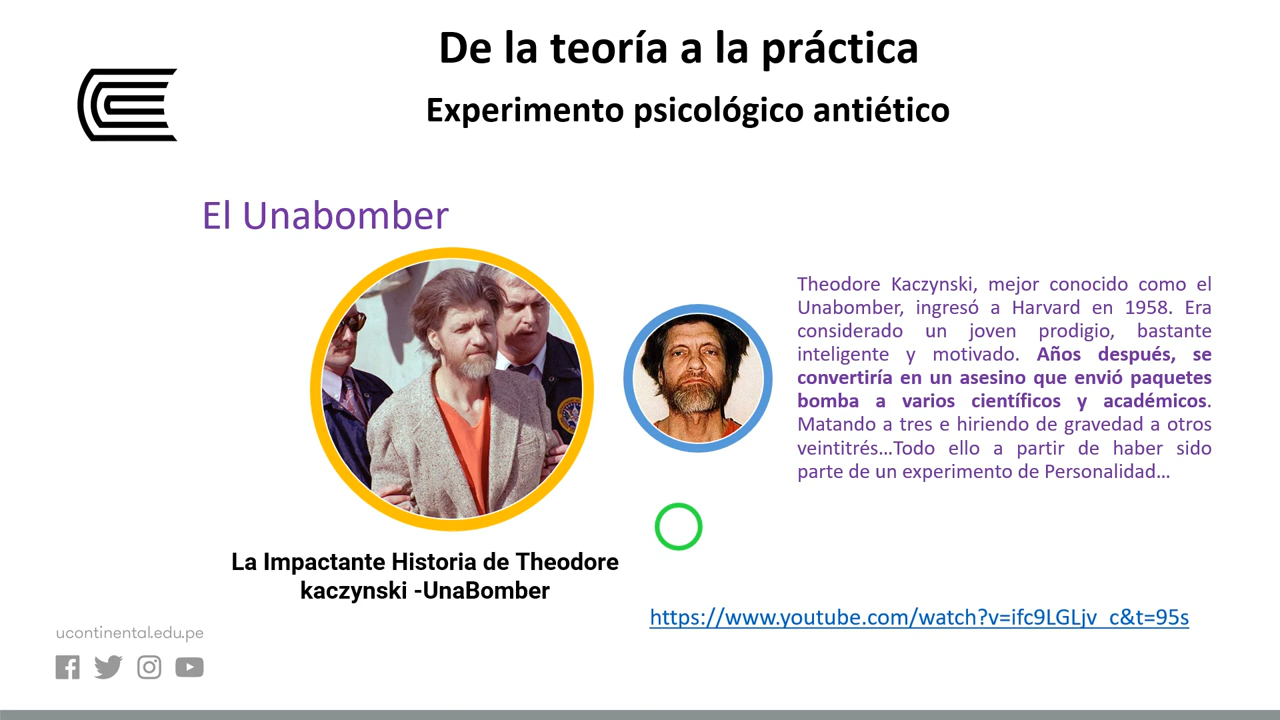 De la teoría a la práctica
Experimento psicológico antiético
El Unabomber
Theodore Kaczynski, mejor conocido como el
Unabomber, ingresó a Harvard en 1958. Era
considerado un joven prodigio, bastante
inteligente y motivado. Años después, se
convertiría en un asesino que envió paquetes
bomba a varios científicos y académicos.
Matando a tres e hiriendo de gravedad a otros
veintitrés...Todo ello a partir de haber sido
parte de un experimento de Personalidad...
La Impactante Historia de Theodore
kaczynski -UnaBomber
https://www.youtube.com/watch?v=ifc9LGLjv_c&t=95s
ucontinental.edu.pe